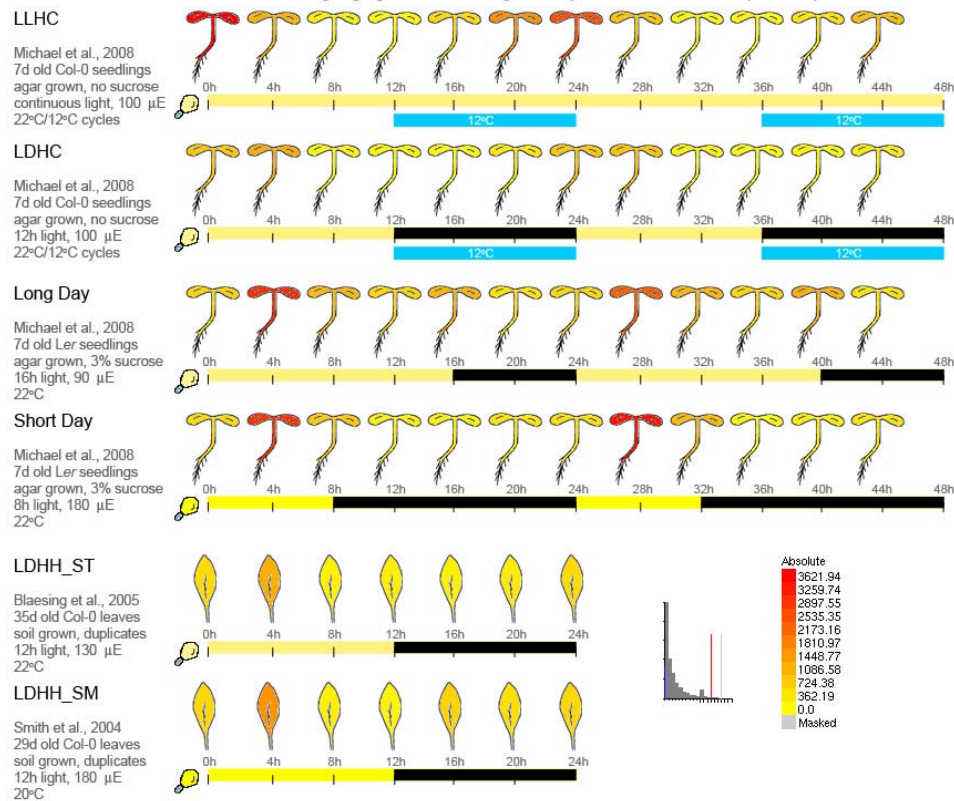 LLHC
Michael et al., 2008
7d old Col-0 seedlings
agar grown, no sucrose
continuous light, 100 µE
22ºC/12ºC cycles
0h 4h 8h 12h 16h 20h 24h 28h 32h 36h 40h 44h 48h
12ºC 12ºC
LDHC
Michael et al., 2008
7d old Col-0 seedlings
agar grown, no sucrose
12h light, 100 µE
22ºC/12ºC cycles
0h 4h 8h 12h 16h 20h 24h 28h 32h 36h 40h 44h 48h
12ºC 12ºC
Long Day
Michael et al., 2008
7d old Ler seedlings
agar grown, 3% sucrose
16h light, 90 µE
22ºC
0h 4h 8h 12h 16h 20h 24h 28h 32h 36h 40h 44h 48h
Short Day
Michael et al., 2008
7d old Ler seedlings
agar grown, 3% sucrose
8h light, 180 µE
22ºC
0h 4h 8h 12h 16h 20h 24h 28h 32h 36h 40h 44h 48h
LDHH_ST
Blaesing et al., 2005
35d old Col-0 leaves
soil grown, duplicates
12h light, 130 µE
22ºC
0h 4h 8h 12h 16h 20h 24h
LDHH_SM
Smith et al., 2004
29d old Col-0 leaves
soil grown, duplicates
12h light, 180 µE
20ºC
0h 4h 8h 12h 16h 20h 24h
Absolute
3621.94
3259.74
2897.55
2535.35
2173.16
1810.97
1448.77
1086.58
724.38
362.19
0.0
Masked